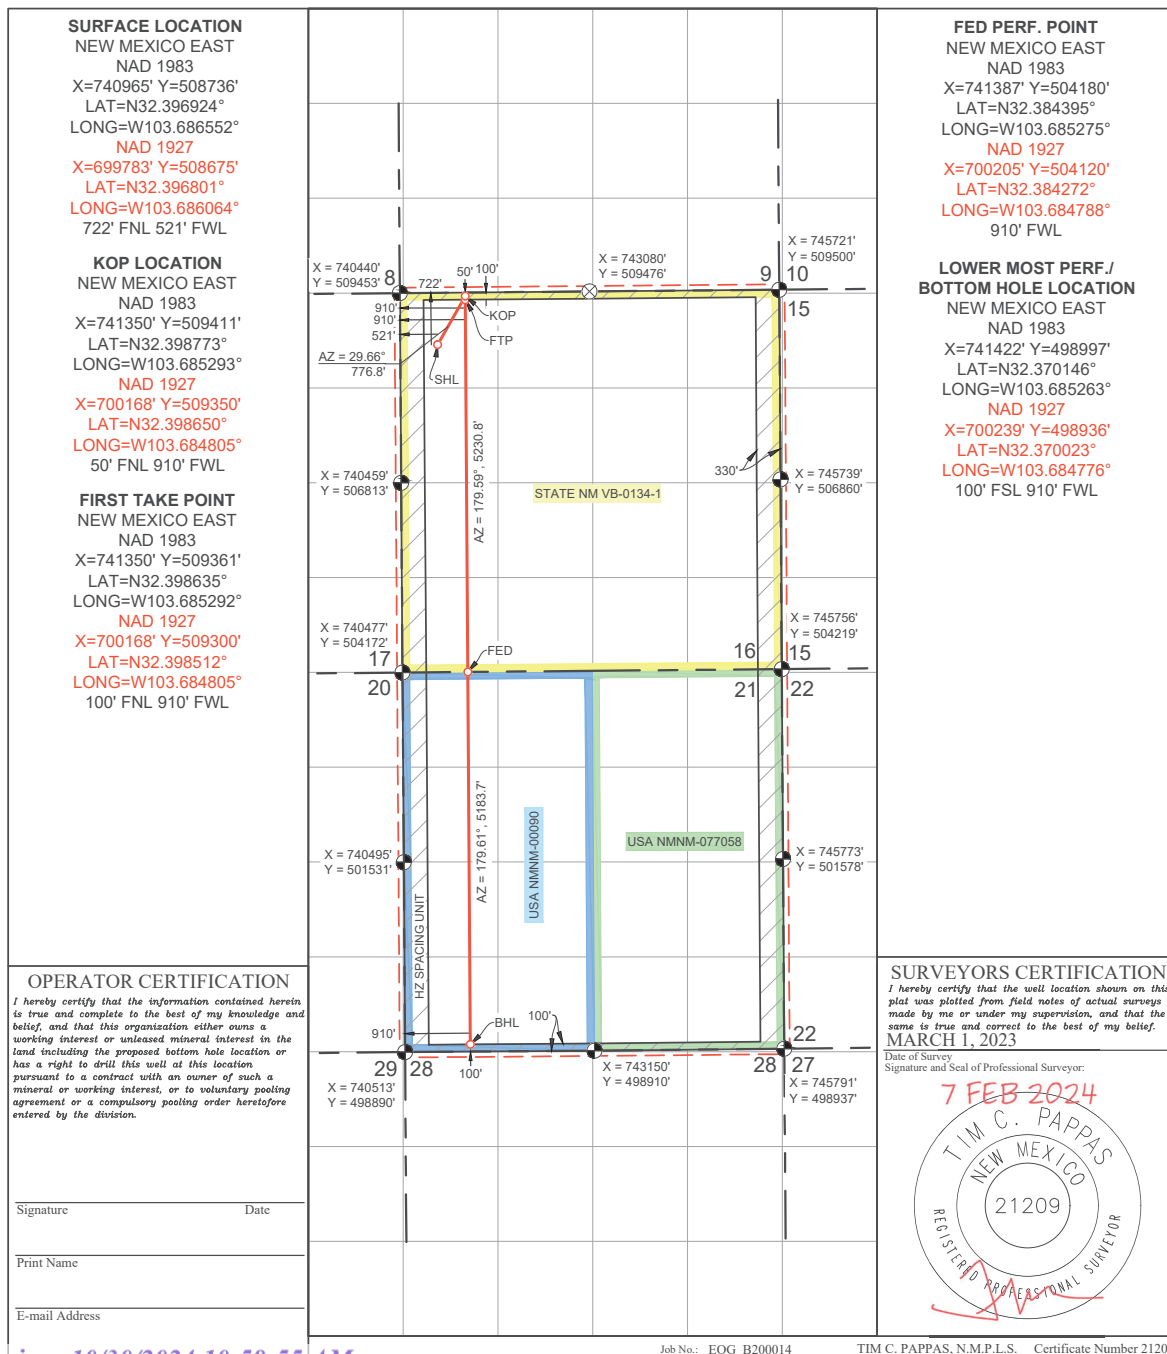 SURFACE LOCATION
NEW MEXICO EAST
NAD 1983
X=740965' Y=508736'
LAT=N32.396924°
LONG=W103.686552°
NAD 1927
X=699783' Y=508675'
LAT=N32.396801°
LONG=W103.686064°
722' FNL 521' FWL
KOP LOCATION
NEW MEXICO EAST
NAD 1983
X=741350' Y=509411'
LAT=N32.398773°
LONG=W103.685293°
NAD 1927
X=700168' Y=509350'
LAT=N32.398650°
LONG=W103.684805°
50' FNL 910' FWL
FIRST TAKE POINT
NEW MEXICO EAST
NAD 1983
X=741350' Y=509361'
LAT=N32.398635°
LONG=W103.685292°
NAD 1927
X=700168' Y=509300'
LAT=N32.398512°
LONG=W103.684805°
100' FNL 910' FWL
OPERATOR CERTIFICATION
I hereby certify that the information contained herein
is true and complete to the best of my knowledge and
belief, and that this organization either owns a
working interest or unleased mineral interest in the
land including the proposed bottom hole location or
has a right to drill this well at this location
pursuant to a contract with an owner of such a
mineral or working interest, or to voluntary pooling
agreement or a compulsory pooling order heretofore
entered by the division.
Signature Date
Print Name
E-mail Address
X = 740440'
Y = 509453'
8
722'
50'
100'
X = 743080'
Y = 509476'
9
10
X = 745721'
Y = 509500'
15
910'
910'
521'
KOP
FTP
AZ = 29.66°
776.8'
SHL
AZ = 179.59°, 5230.8'
330'
X = 740459'
Y = 506813'
STATE NM VB-0134-1
X = 745739'
Y = 506860'
X = 740477'
Y = 504172'
17
20
FED
16
15
21
22
X = 745756'
Y = 504219'
X = 740495'
Y = 501531'
AZ = 179.61°, 5183.7'
USA NMNM-00090
USA NMNM-077058
X = 745773'
Y = 501578'
HZ SPACING UNIT
910'
BHL
100'
100'
29
28
X = 740513'
Y = 498890'
X = 743150'
Y = 498910'
22
28
27
X = 745791'
Y = 498937'
FED PERF. POINT
NEW MEXICO EAST
NAD 1983
X=741387' Y=504180'
LAT=N32.384395°
LONG=W103.685275°
NAD 1927
X=700205' Y=504120'
LAT=N32.384272°
LONG=W103.684788°
910' FWL
LOWER MOST PERF./
BOTTOM HOLE LOCATION
NEW MEXICO EAST
NAD 1983
X=741422' Y=498997'
LAT=N32.370146°
LONG=W103.685263°
NAD 1927
X=700239' Y=498936'
LAT=N32.370023°
LONG=W103.684776°
100' FSL 910' FWL
SURVEYORS CERTIFICATION
I hereby certify that the well location shown on this
plat was plotted from field notes of actual surveys
made by me or under my supervision, and that the
same is true and correct to the best of my belief.
MARCH 1, 2023
Date of Survey
Signature and Seal of Professional Surveyor:
7 FEB 2024
TIM C. PAPPAS
NEW MEXICO
21209
REGISTERED PROFESSIONAL SURVEYOR
10/30/2024 10:59:55 AM
Job No.: EOG_B200014
TIM C. PAPPAS, N.M.P.L.S. Certificate Number 2120